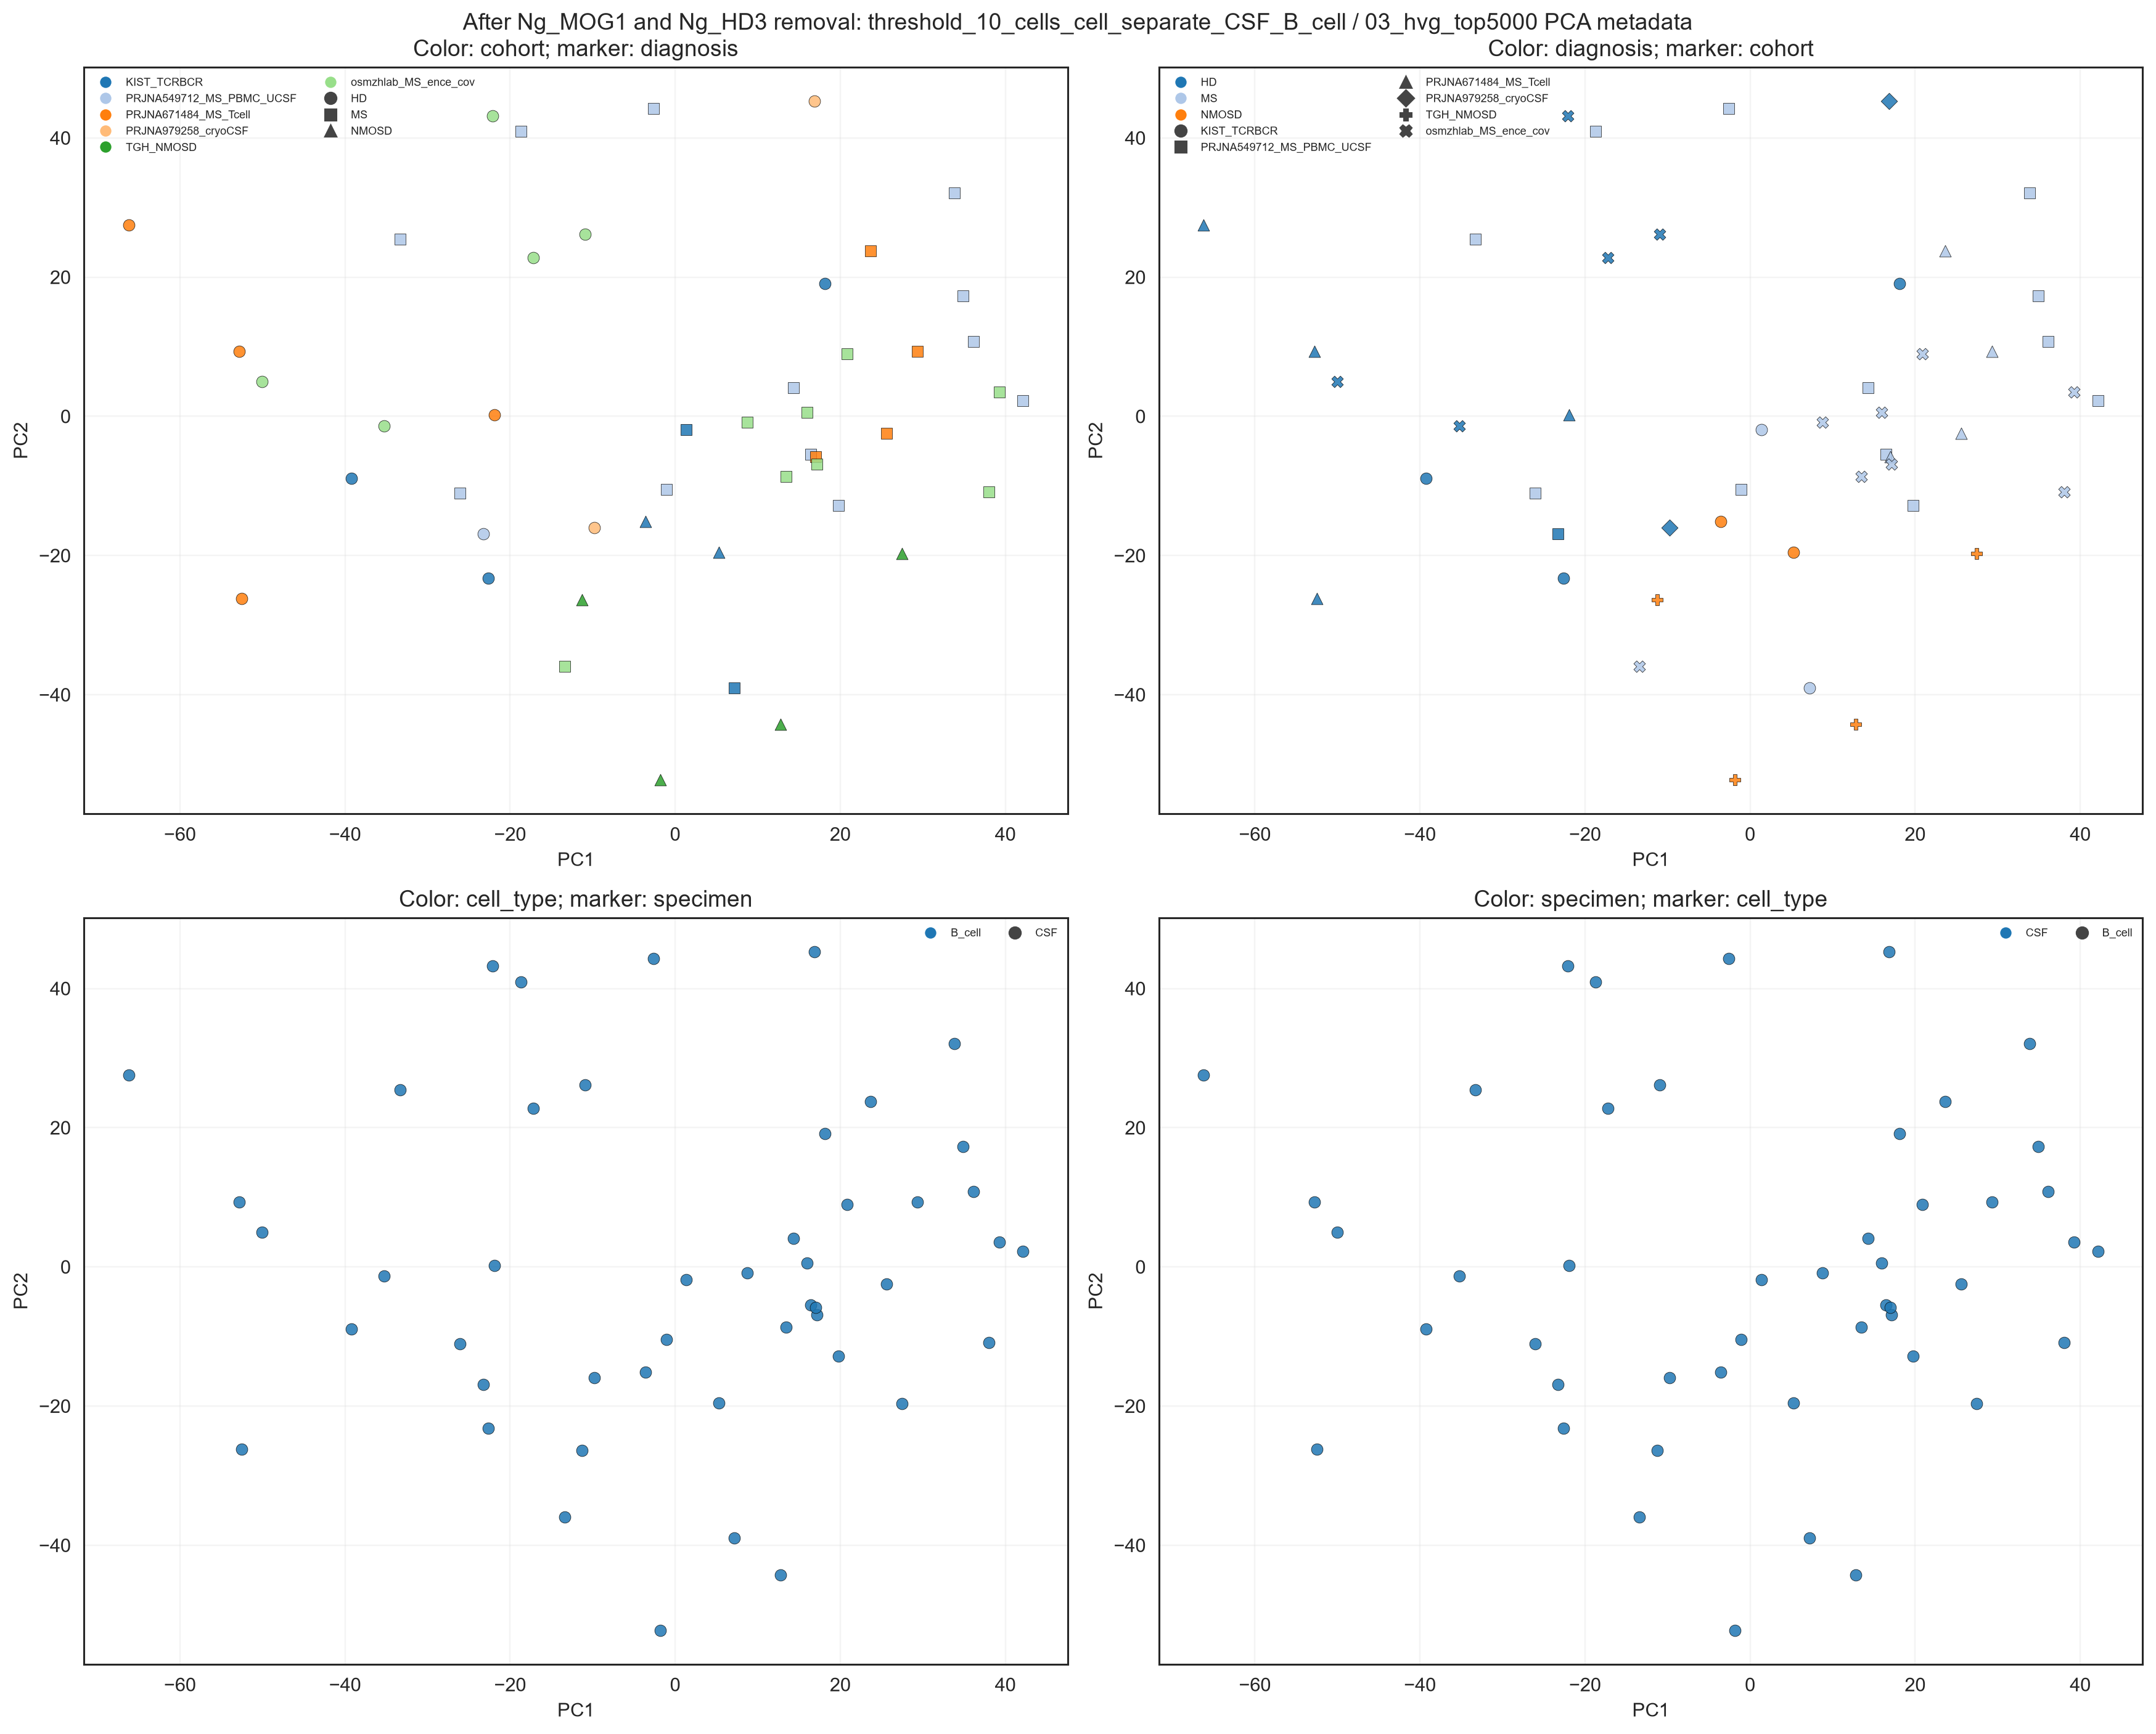 After Ng_MOG1 and Ng_HD3 removal: threshold_10_cells_cell_separate_CSF_B_cell / 03_hvg_top5000 PCA metadata
Color: cohort; marker: diagnosis
KIST_TCRBCR
PRJNA549712_MS_PBMC_UCSF
PRJNA671484_MS_Tcell
PRJNA979258_cryoCSF
TGH_NMOSD
osmzhlab_MS_ence_cov
HD
MS
NMOSD
40
20
0
−20
−40
PC2
−60
−40
−20
0
20
40
PC1
Color: diagnosis; marker: cohort
HD
MS
NMOSD
KIST_TCRBCR
PRJNA549712_MS_PBMC_UCSF
PRJNA671484_MS_Tcell
PRJNA979258_cryoCSF
TGH_NMOSD
osmzhlab_MS_ence_cov
40
20
0
−20
−40
PC2
−60
−40
−20
0
20
40
PC1
Color: cell_type; marker: specimen
B_cell
CSF
40
20
0
−20
−40
PC2
−60
−40
−20
0
20
40
PC1
Color: specimen; marker: cell_type
CSF
B_cell
40
20
0
−20
−40
PC2
−60
−40
−20
0
20
40
PC1